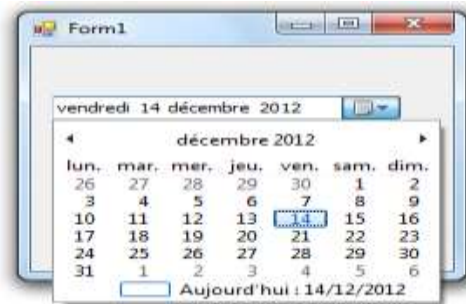 Form1
vendredi 14 décembre 2012
décembre 2012
lun. mar. mer. jeu. ven. sam. dim.
26 27 28 29 30 1 2
3 4 5 6 7 8 9
10 11 12 13 14 15 16
17 18 19 20 21 22 23
24 25 26 27 28 29 30
31 1 2 3 4 5 6
Aujourd'hui : 14/12/2012